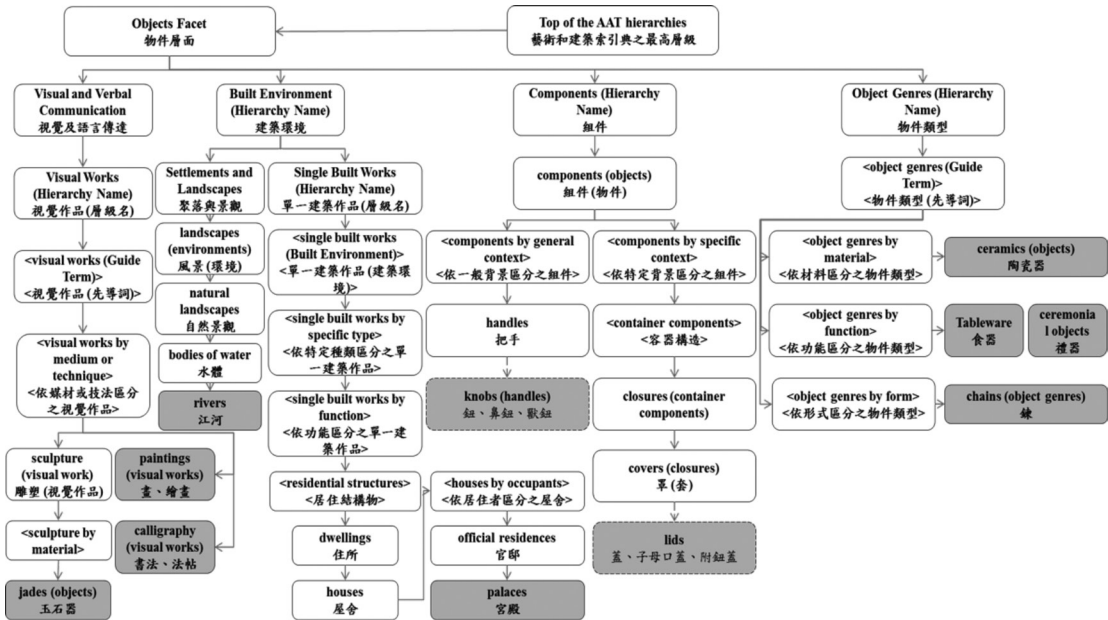 Objects Facet
物件層面
Top of the AAT hierarchies
藝術和建築索引典之最高層級
Visual and Verbal
Communication
視覺及語言傳達
Built Environment
(Hierarchy Name)
建築環境
Components (Hierarchy
Name)
組件
Object Genres (Hierarchy
Name)
物件類型
Visual Works
(Hierarchy Name)
視覺作品(層級名)
Settlements and
Landscapes
聚落與景觀
Single Built Works
(Hierarchy Name)
單一建築作品(層級名)
components (objects)
組件(物件)
<object genres (Guide
Term)>
<物件類型(先導詞)>
<visual works (Guide
Term)>
<視覺作品(先導詞)>
landscapes
(environments)
風景(環境)
<single built works
(Built Environment)>
<單一建築作品(建築環
境)>
<components by general
context>
<依一般背景區分之組件>
<components by specific
context>
<依特定背景區分之組件>
<object genres by
material>
<依材料區分之物件類型>
ceramics (objects)
陶瓷器
natural
landscapes
自然景觀
<visual works by
medium or
technique>
<依媒材或技法區分
之視覺作品>
<single built works by
specific type>
<依特定種類區分之單
一建築作品>
handles
把手
<container components>
<容器構造>
<object genres by
function>
<依功能區分之物件類型>
Tableware
食器
ceremonia
l objects
禮器
bodies of water
水體
rivers
江河
<single built works by
function>
<依功能區分之單一建
築作品>
knobs (handles)
鈕、鼻鈕、獸鈕
closures (container
components)
<object genres by form>
<依形式區分之物件類型>
chains (object genres)
鍊
sculpture
(visual work)
雕塑(視覺作品)
paintings
(visual works)
畫、繪畫
<residential structures>
<居住結構物>
<houses by occupants>
<依居住者區分之屋舍>
covers (closures)
罩(套)
<sculpture by
material>
calligraphy
(visual works)
書法、法帖
dwellings
住所
official residences
官邸
lids
蓋、子母口蓋、附鈕蓋
jades (objects)
玉石器
houses
屋舍
palaces
宮殿